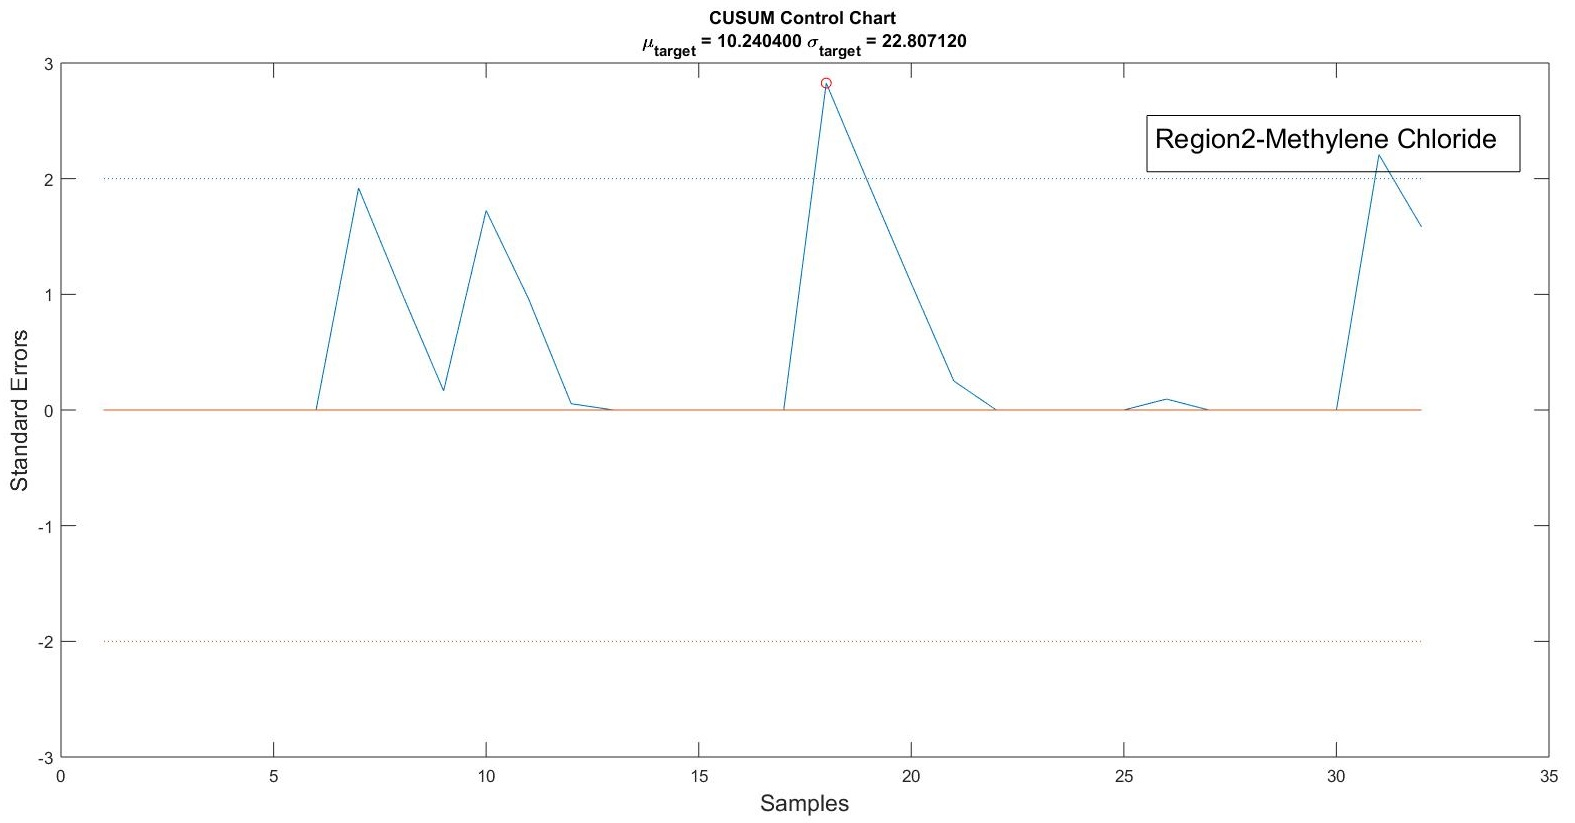 CUSUM Control Chart
μtarget = 10.240400 σtarget = 22.807120
3
Region2-Methylene Chloride
2
1
0
-1
-2
-3
Standard Errors
0 5 10 15 20 25 30 35
Samples